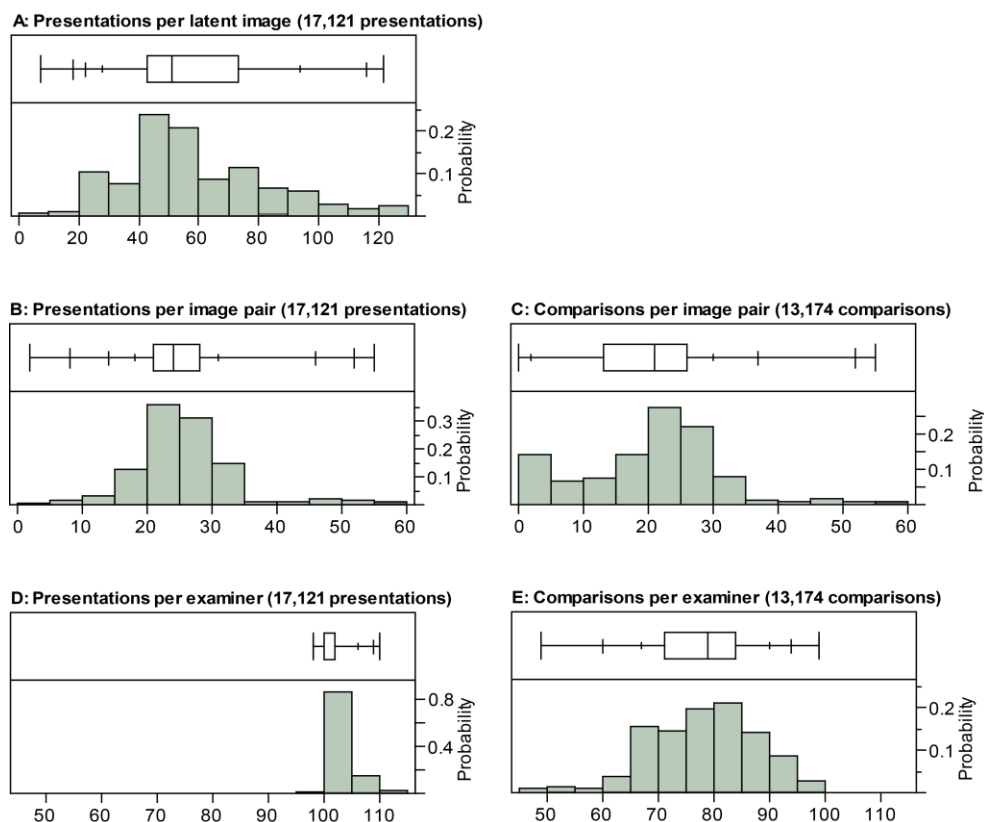 A: Presentations per latent image (17,121 presentations)
0.2
0.1
Probability
0 20 40 60 80 100 120
B: Presentations per image pair (17,121 presentations)
0.3
0.2
0.1
Probability
0 10 20 30 40 50 60
C: Comparisons per image pair (13,174 comparisons)
0.2
0.1
Probability
0 10 20 30 40 50 60
D: Presentations per examiner (17,121 presentations)
0.8
0.4
Probability
50 60 70 80 90 100 110
E: Comparisons per examiner (13,174 comparisons)
0.2
0.1
Probability
50 60 70 80 90 100 110